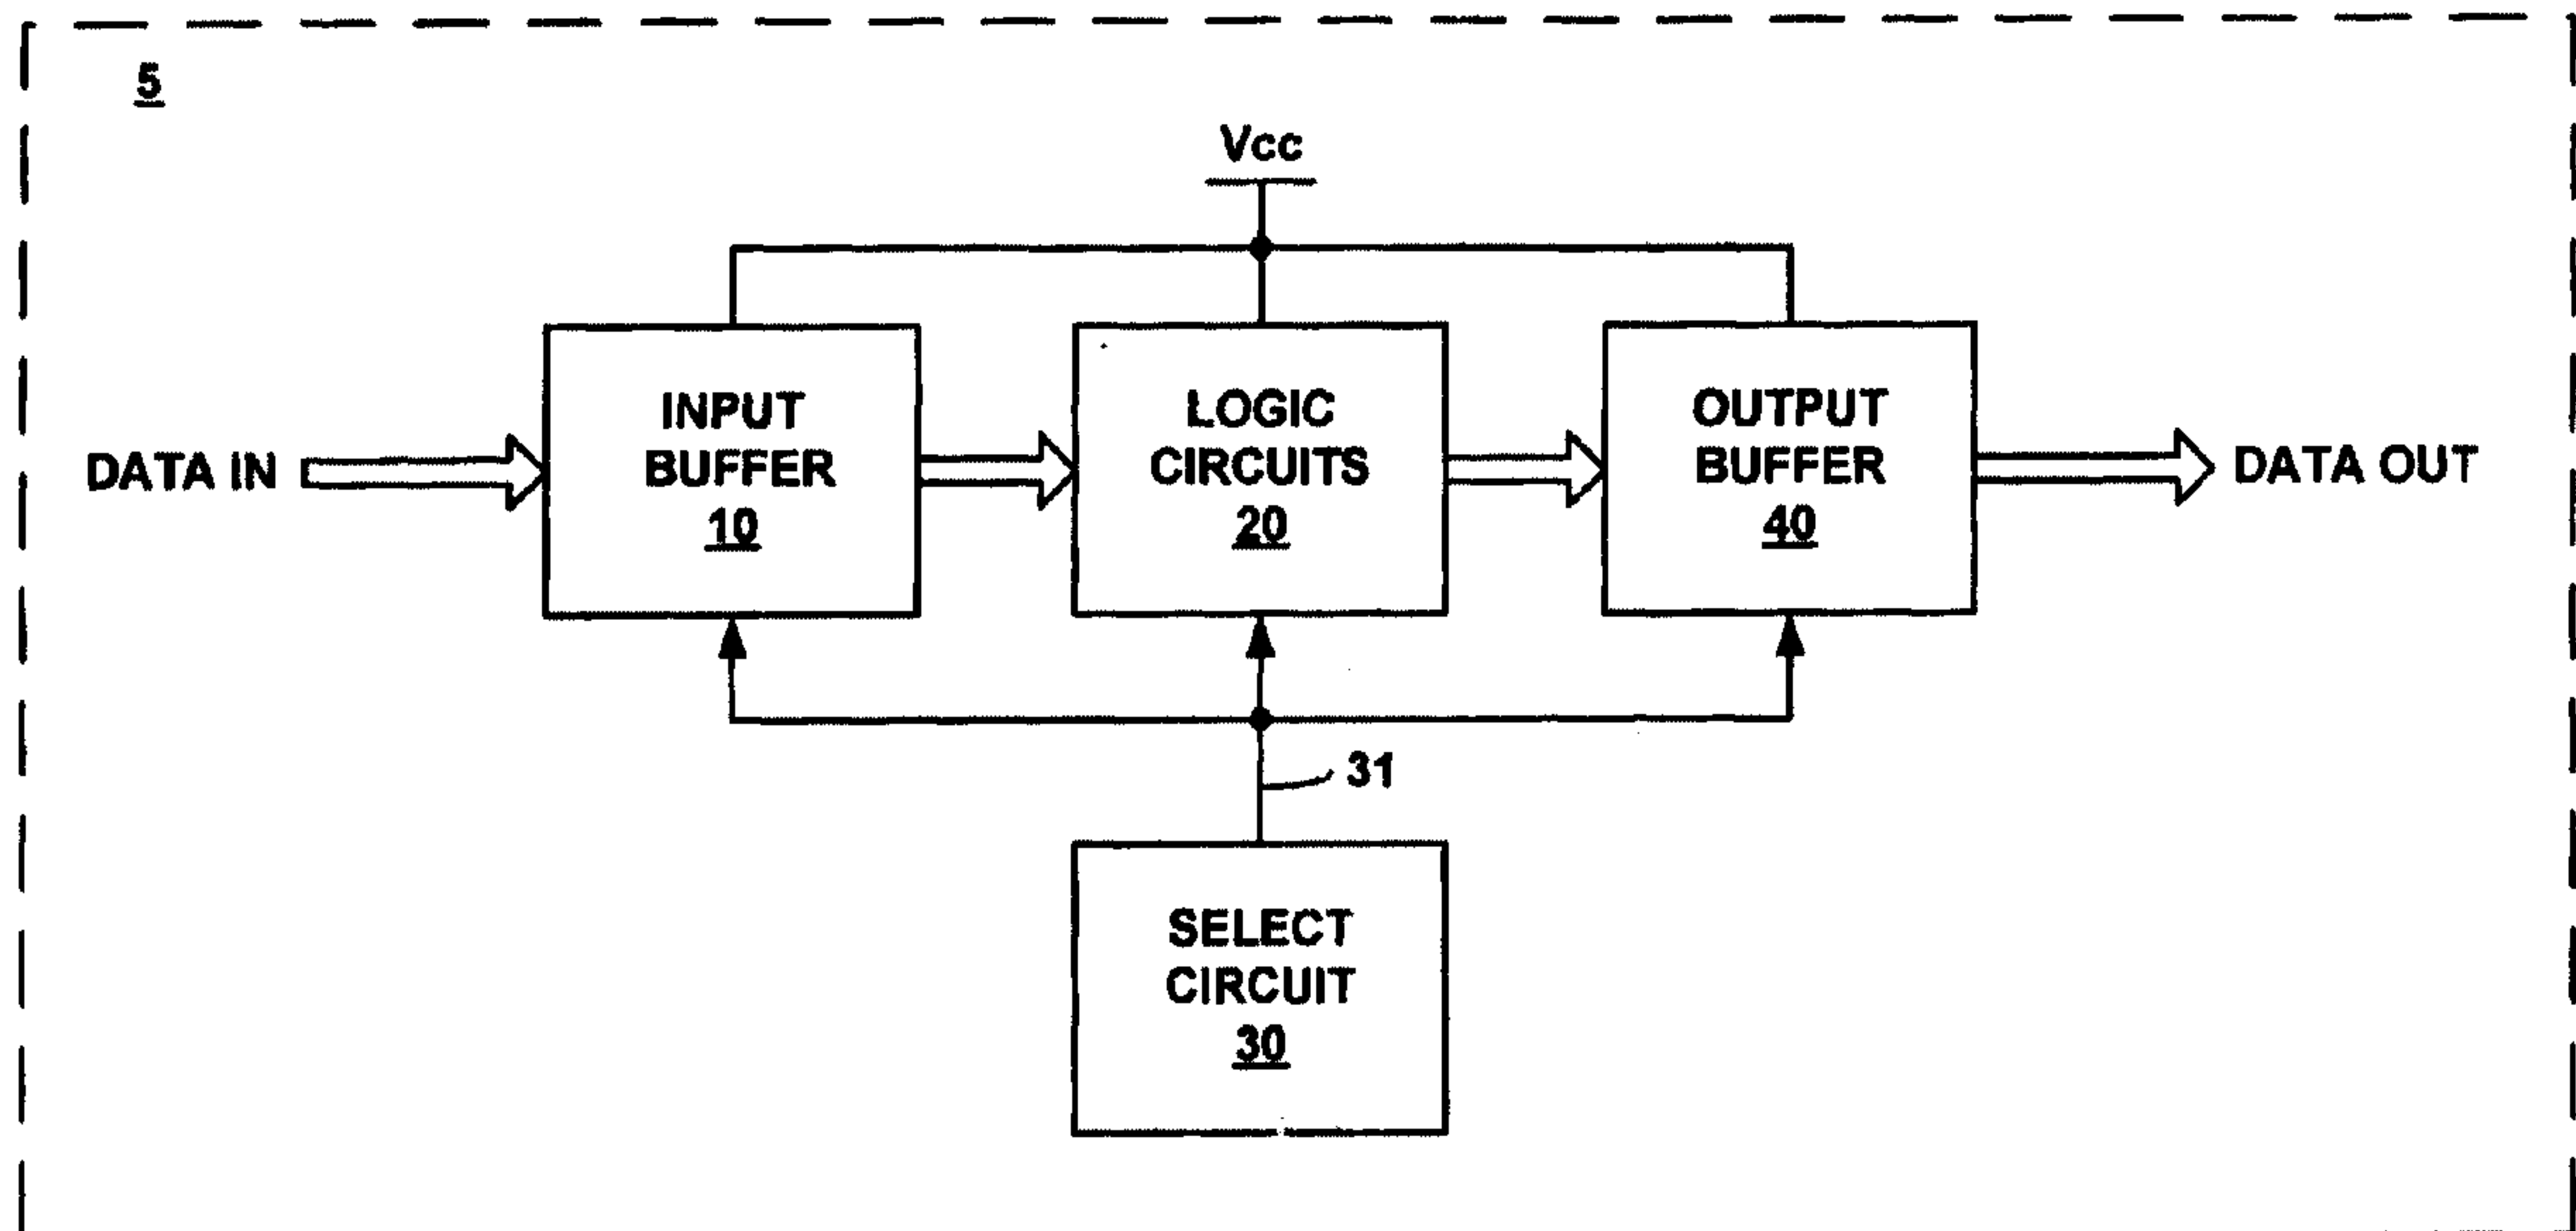 5
Vcc
DATA IN
INPUT
BUFFER
10
LOGIC
CIRCUITS
20
OUTPUT
BUFFER
40
DATA OUT
31
SELECT
CIRCUIT
30